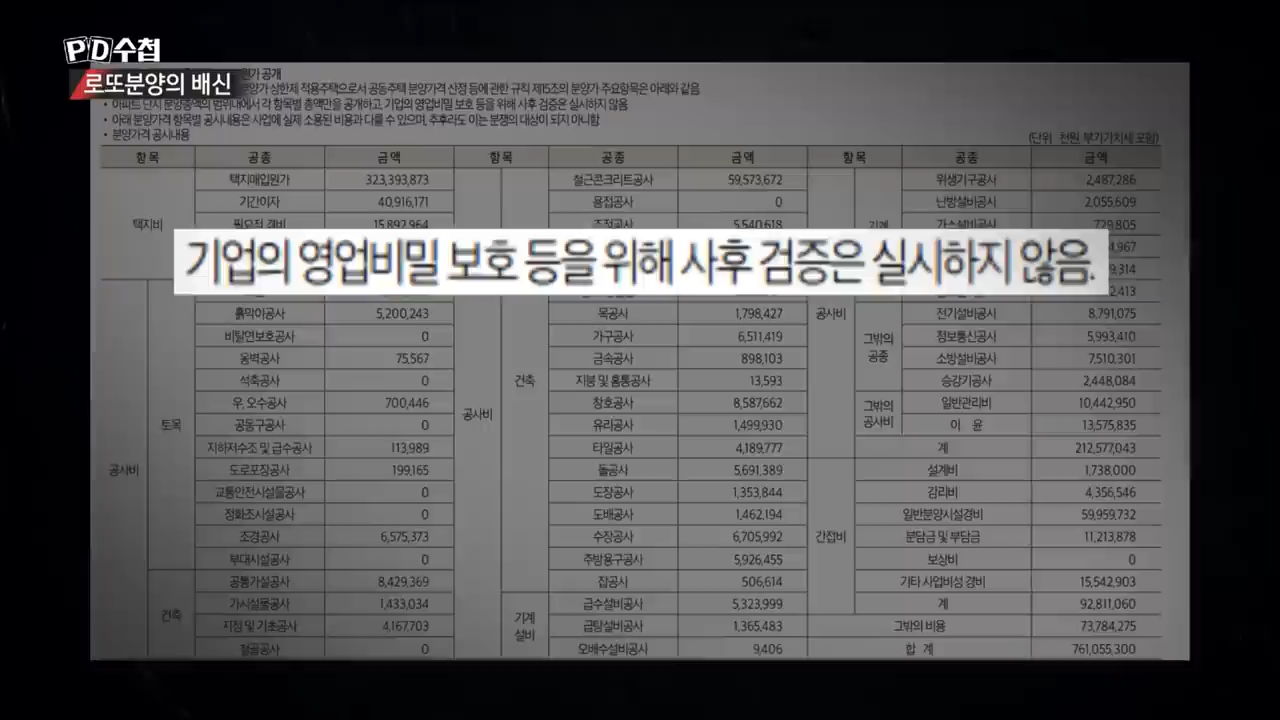 PD수첩
로또분양의 배신
원가 공개
분양가 상한제 적용주택으로서 공동주택 분양가격 산정 등에 관한 규칙 제15조의 분양가 주요항목은 아래와 같음.
• 아파트 단지 분양총액의 범위내에서 각 항목별 총액만을 공개하고, 기업의 영업비밀 보호 등을 위해 사후 검증은 실시하지 않음
• 아래 분양가격 항목별 공시내용은 사업에 실제 소용된 비용과 다를 수 있으며, 추후라도 이는 분쟁의 대상이 되지 아니함
• 분양가격 공시내용
(단위 : 천원, 부가가치세 포함)
항목 공종 금액 항목 공종 금액 항목 공종 금액
택지매입원가 323,393,873 철근콘크리트공사 59,573,672 위생기구공사 2,487,286
기간이자 40,916,171 용접공사 0 난방설비공사 2,055,609
택지비 필요적 경비 15,892,964 조적공사 5,540,618 기계 가스설비공사 729,805
기업의 영업비밀 보호 등을 위해 사후 검증은 실시하지 않음.
흙막이공사 5,200,243 목공사 1,798,427 공사비 전기설비공사 8,791,075
비탈면보호공사 0 가구공사 6,511,419 그밖의 공종 정보통신공사 5,993,410
옹벽공사 75,567 금속공사 898,103 소방설비공사 7,510,301
석축공사 0 건축 지붕 및 홈통공사 13,593 승강기공사 2,448,084
토목 우, 오수공사 700,446 공사비 창호공사 8,587,662 그밖의 공사비 일반관리비 10,442,950
공동구공사 0 유리공사 1,499,930 이 윤 13,575,835
지하저수조 및 급수공사 113,989 타일공사 4,189,777 계 212,577,043
공사비 도로포장공사 199,165 돌공사 5,691,389 설계비 1,738,000
교통안전시설물공사 0 도장공사 1,353,844 감리비 4,356,546
정화조시설공사 0 도배공사 1,462,194 일반분양시설경비 59,959,732
조경공사 6,575,373 수장공사 6,705,992 간접비 분담금 및 부담금 11,213,878
부대시설공사 0 주방용구공사 5,926,455 보상비 0
공통가설공사 8,429,369 잡공사 506,614 기타 사업비성 경비 15,542,903
건축 가시설물공사 1,433,034 기계설비 급수설비공사 5,323,999 계 92,811,060
지정 및 기초공사 4,167,703 급탕설비공사 1,365,483 그밖의 비용 73,784,275
철골공사 0 오배수설비공사 9,406 합 계 761,055,300